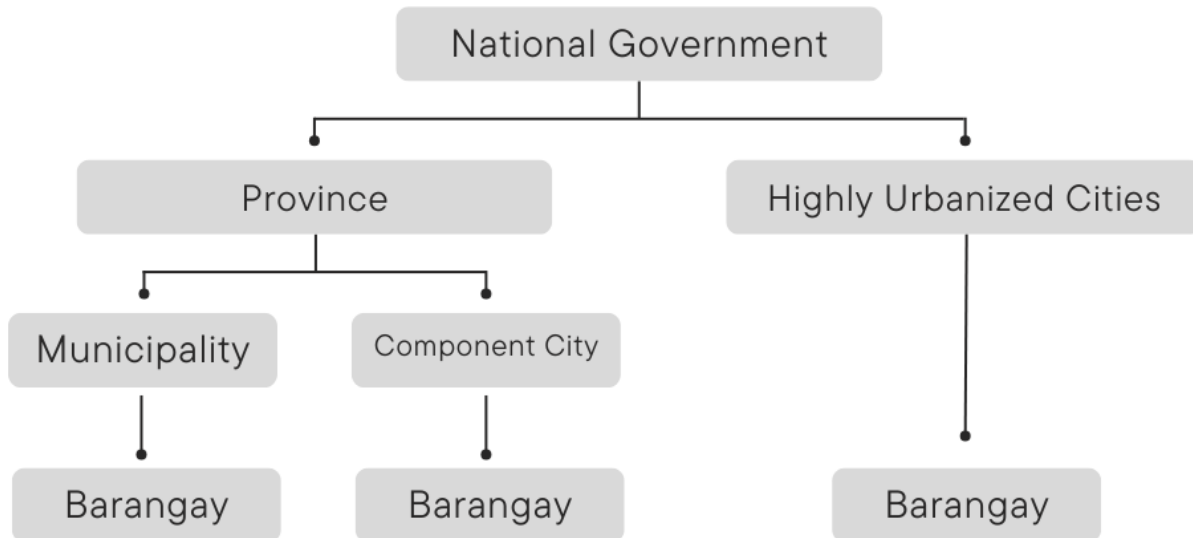 National Government
Province
Highly Urbanized Cities
Municipality
Component City
Barangay
Barangay
Barangay